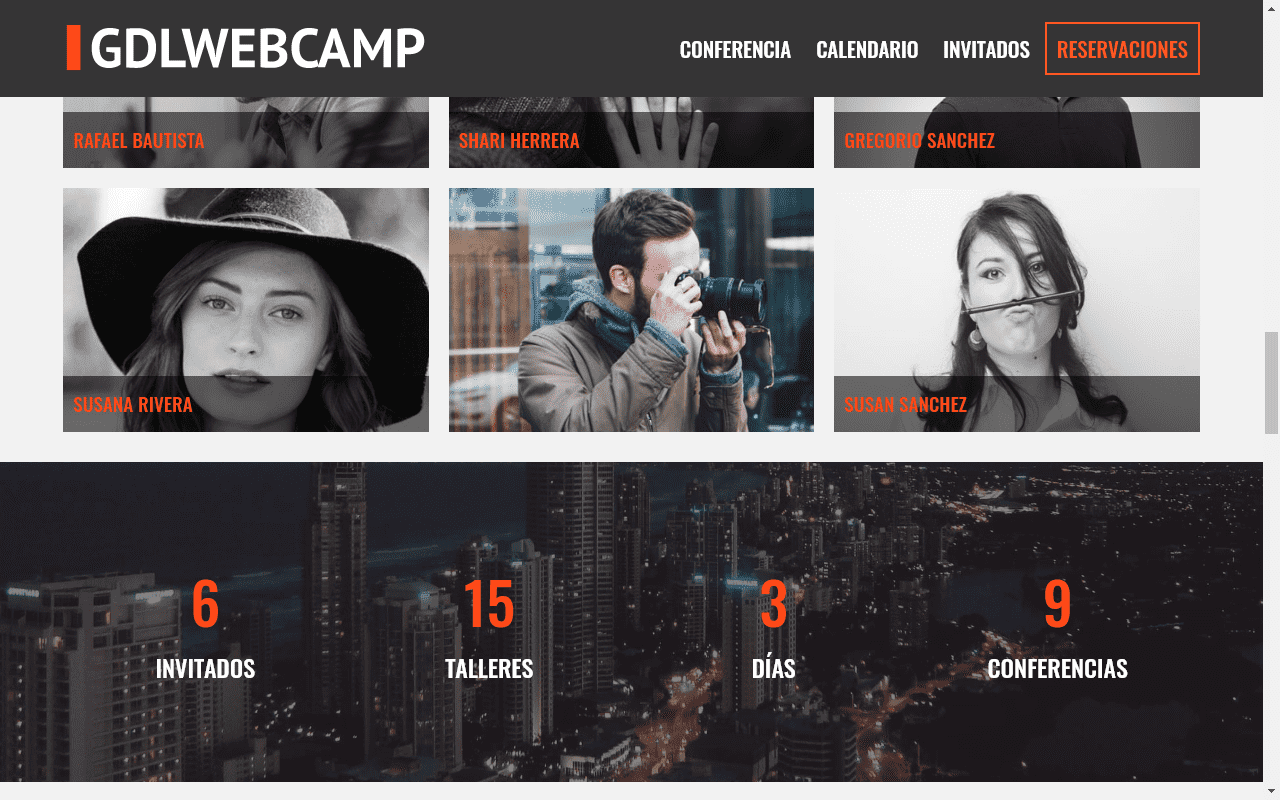 GDLWEBCAMP
CONFERENCIA CALENDARIO INVITADOS RESERVACIONES
RAFAEL BAUTISTA SHARI HERRERA GREGORIO SANCHEZ
SUSANA RIVERA SUSAN SANCHEZ
6 15 3 9
INVITADOS TALLERES DÍAS CONFERENCIAS